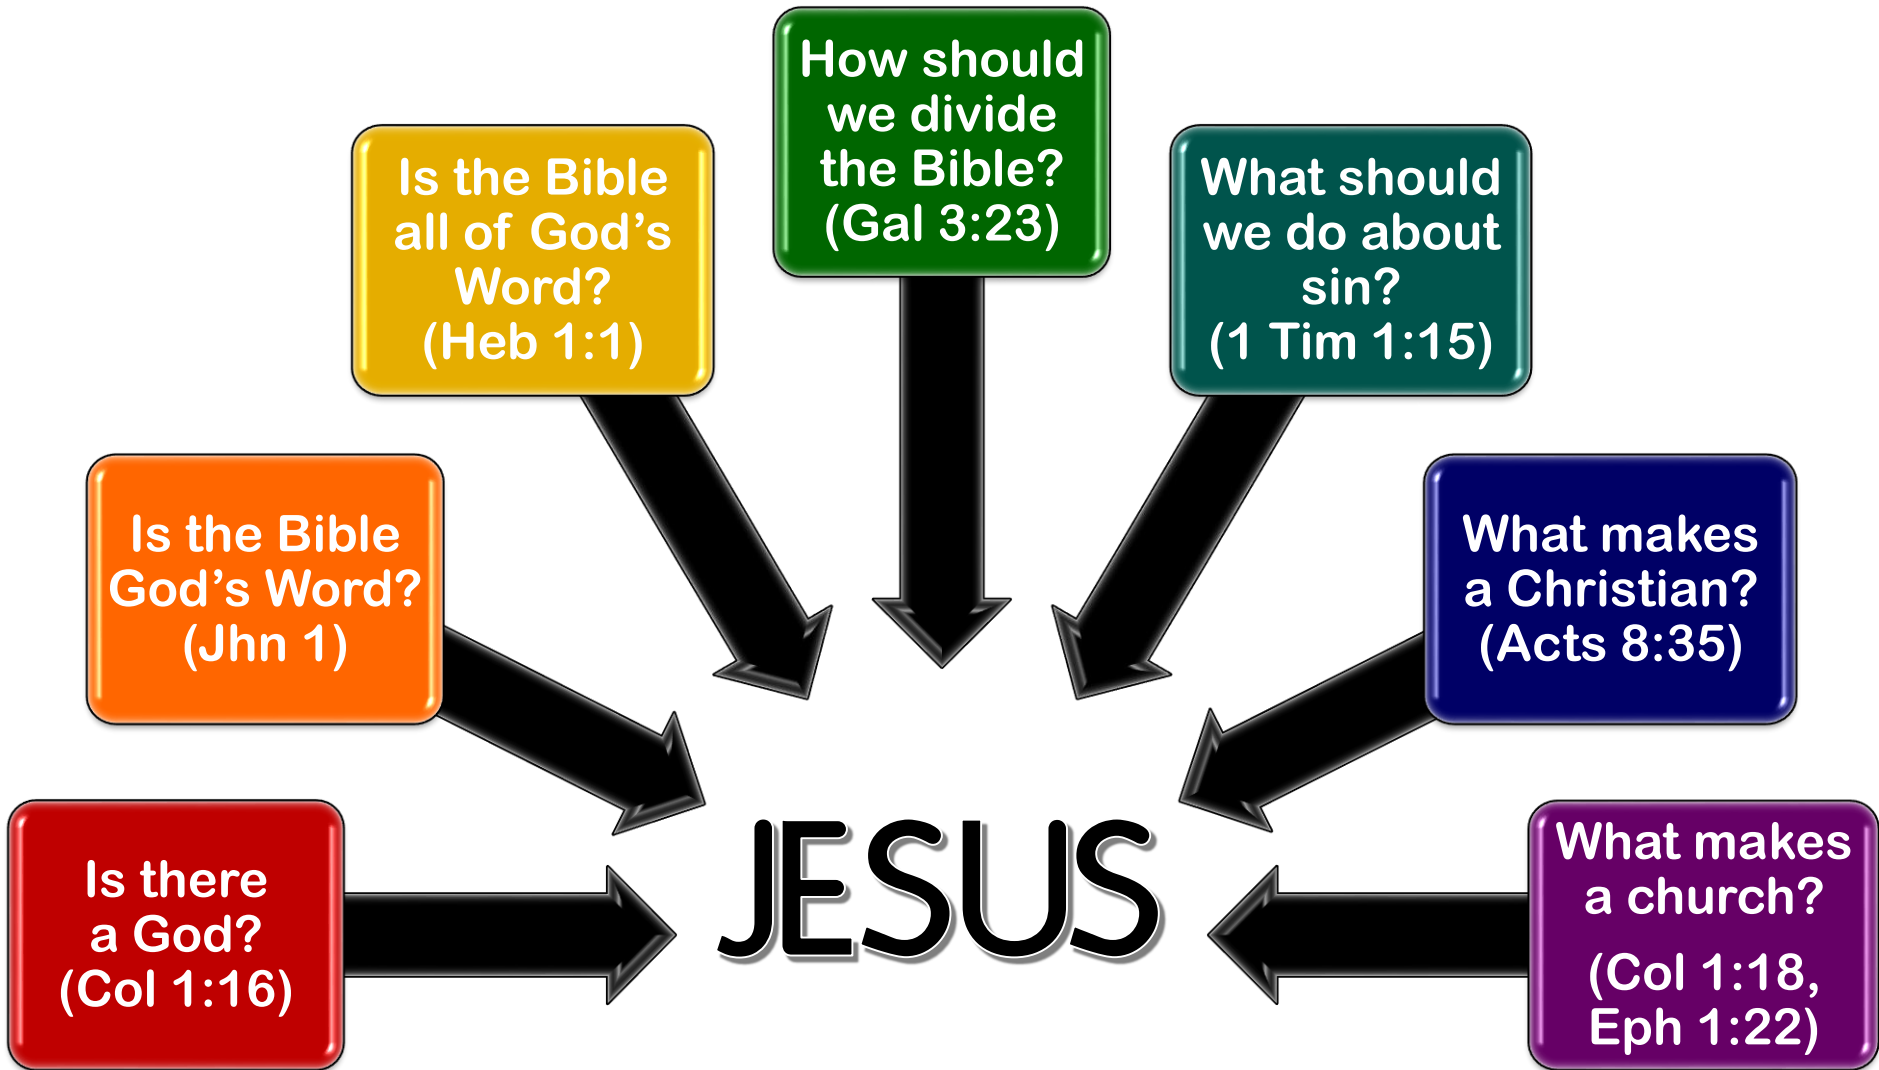 Is there
a God?
(Col 1:16)
Is the Bible
God’s Word?
(Jhn 1)
Is the Bible
all of God’s
Word?
(Heb 1:1)
How should
we divide
the Bible?
(Gal 3:23)
What should
we do about
sin?
(1 Tim 1:15)
What makes
a Christian?
(Acts 8:35)
What makes
a church?
(Col 1:18,
Eph 1:22)
JESUS